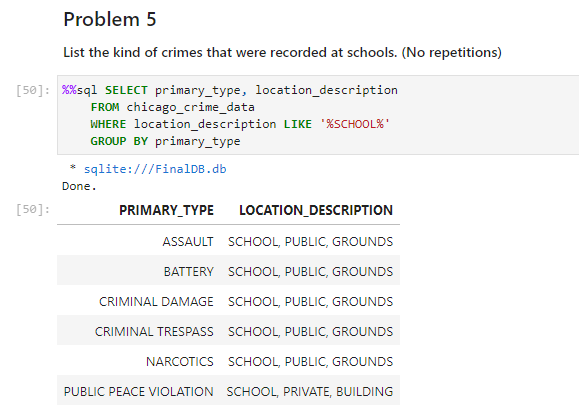 Problem 5
List the kind of crimes that were recorded at schools. (No repetitions)
[50]: %%sql SELECT primary_type, location_description
FROM chicago_crime_data
WHERE location_description LIKE '%SCHOOL%'
GROUP BY primary_type
* sqlite:///FinalDB.db
Done.
[50]:
PRIMARY_TYPE LOCATION_DESCRIPTION
ASSAULT SCHOOL, PUBLIC, GROUNDS
BATTERY SCHOOL, PUBLIC, GROUNDS
CRIMINAL DAMAGE SCHOOL, PUBLIC, GROUNDS
CRIMINAL TRESPASS SCHOOL, PUBLIC, GROUNDS
NARCOTICS SCHOOL, PUBLIC, GROUNDS
PUBLIC PEACE VIOLATION SCHOOL, PRIVATE, BUILDING